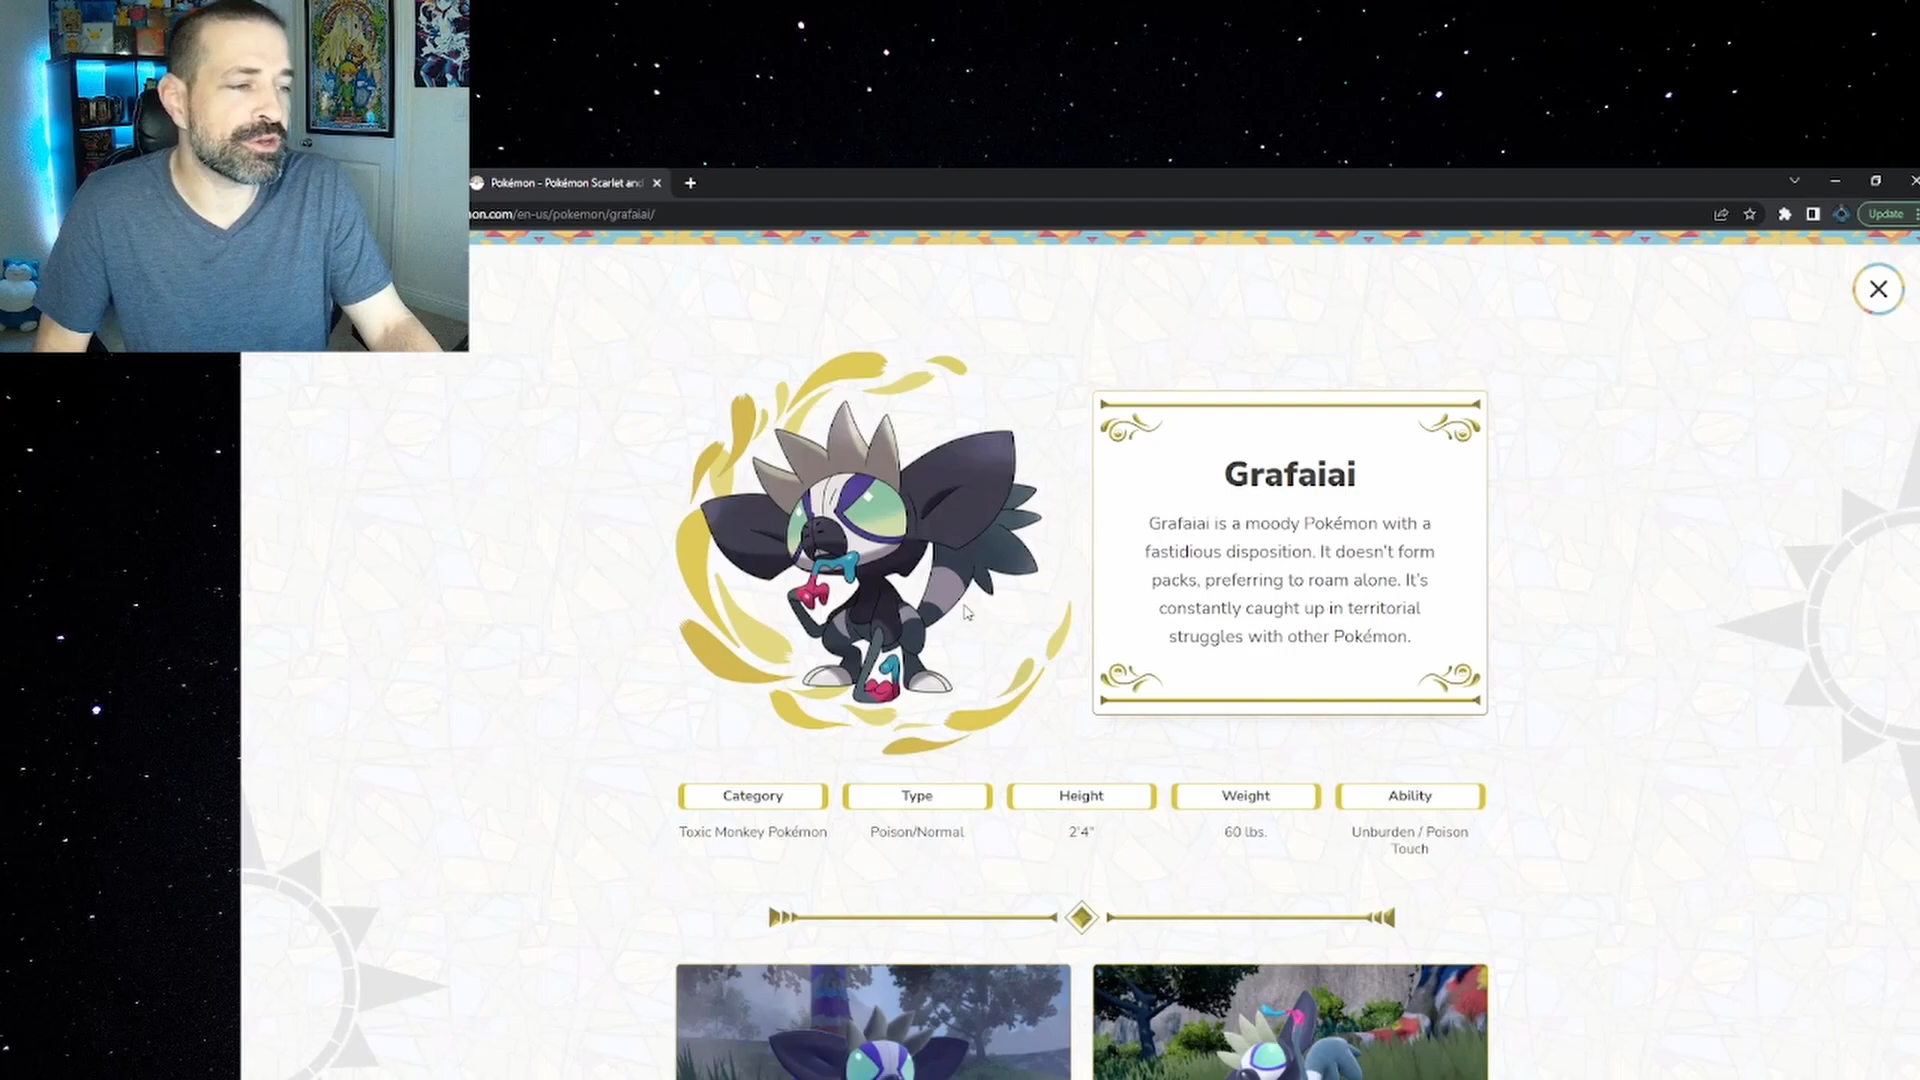 Pokémon - Pokémon Scarlet and
on.com/en-us/pokemon/grafaiai/
Update
Grafaiai
Grafaiai is a moody Pokémon with a
fastidious disposition. It doesn't form
packs, preferring to roam alone. It's
constantly caught up in territorial
struggles with other Pokémon.
Category
Type
Height
Weight
Ability
Toxic Monkey Pokémon
Poison/Normal
2'4"
60 lbs.
Unburden / Poison
Touch